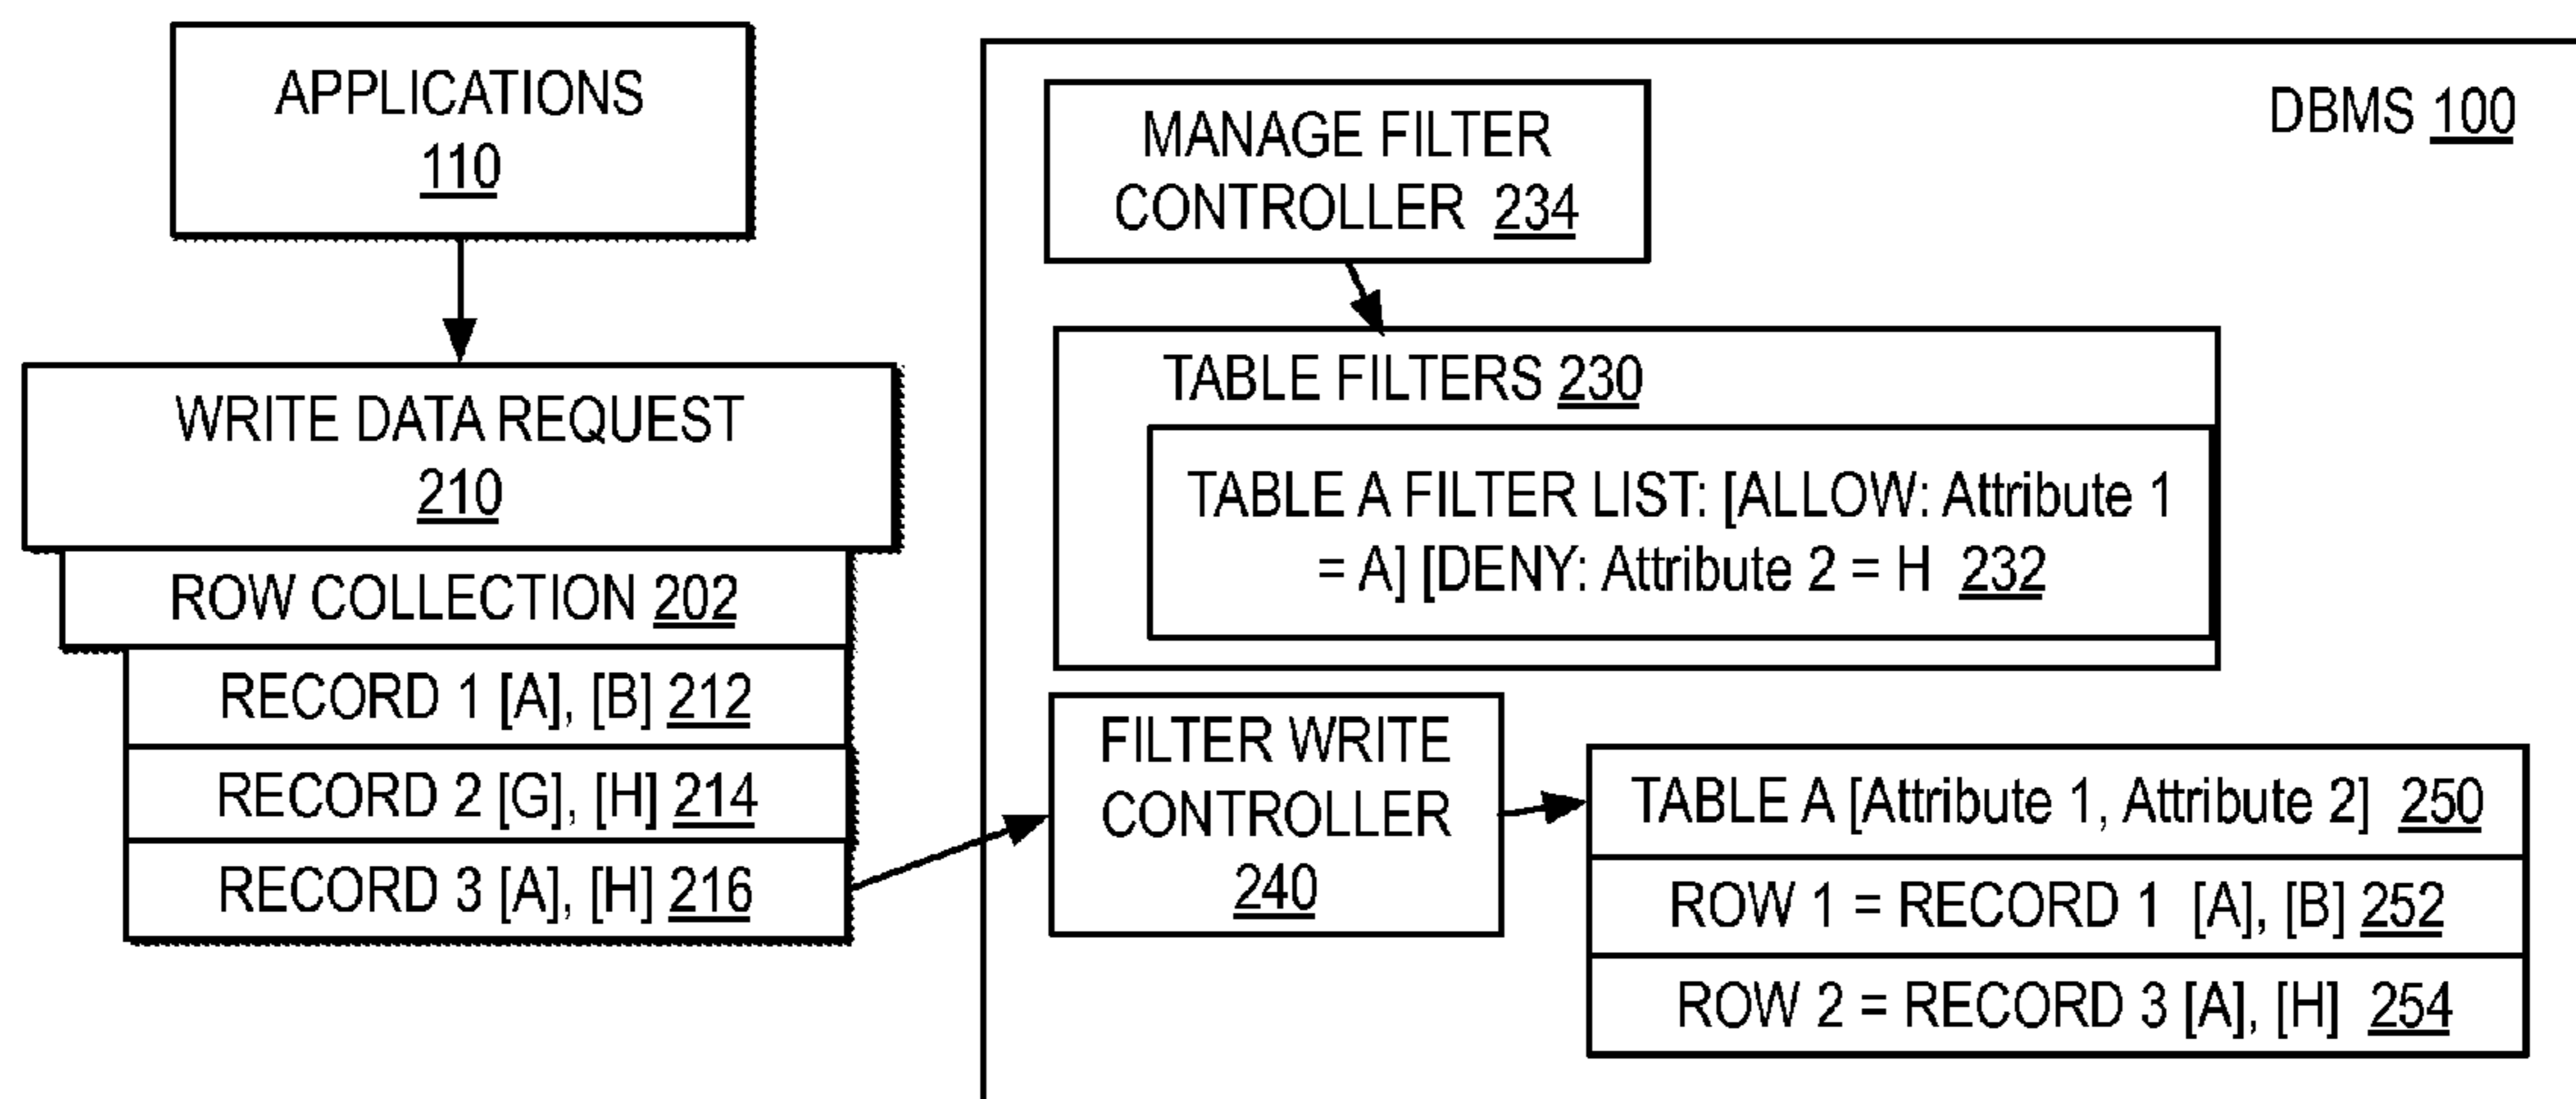 APPLICATIONS
110
WRITE DATA REQUEST
210
ROW COLLECTION 202
RECORD 1 [A], [B] 212
RECORD 2 [G], [H] 214
RECORD 3 [A], [H] 216
DBMS 100
MANAGE FILTER
CONTROLLER 234
TABLE FILTERS 230
TABLE A FILTER LIST: [ALLOW: Attribute 1
= A] [DENY: Attribute 2 = H 232
FILTER WRITE
CONTROLLER
240
TABLE A [Attribute 1, Attribute 2] 250
ROW 1 = RECORD 1 [A], [B] 252
ROW 2 = RECORD 3 [A], [H] 254